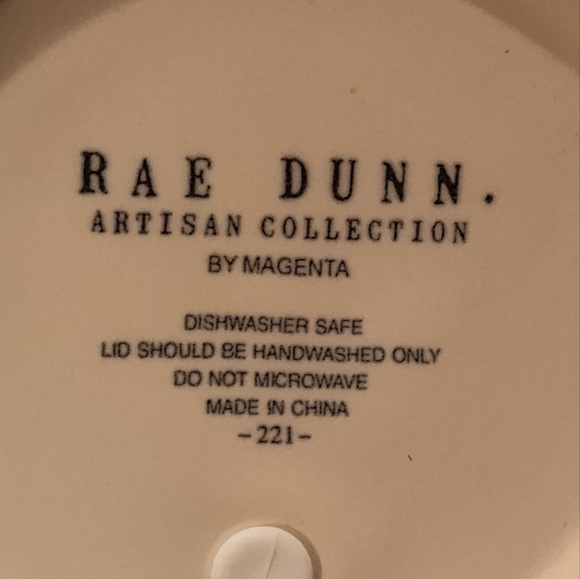 RAE DUNN.
ARTISAN COLLECTION
BY MAGENTA
DISHWASHER SAFE
LID SHOULD BE HANDWASHED ONLY
DO NOT MICROWAVE
MADE IN CHINA
-221-